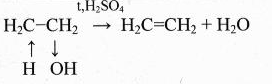 t,H₂SO₄
H₂C–CH₂ → H₂C=CH₂ + H₂O
↑ ↓
H OH